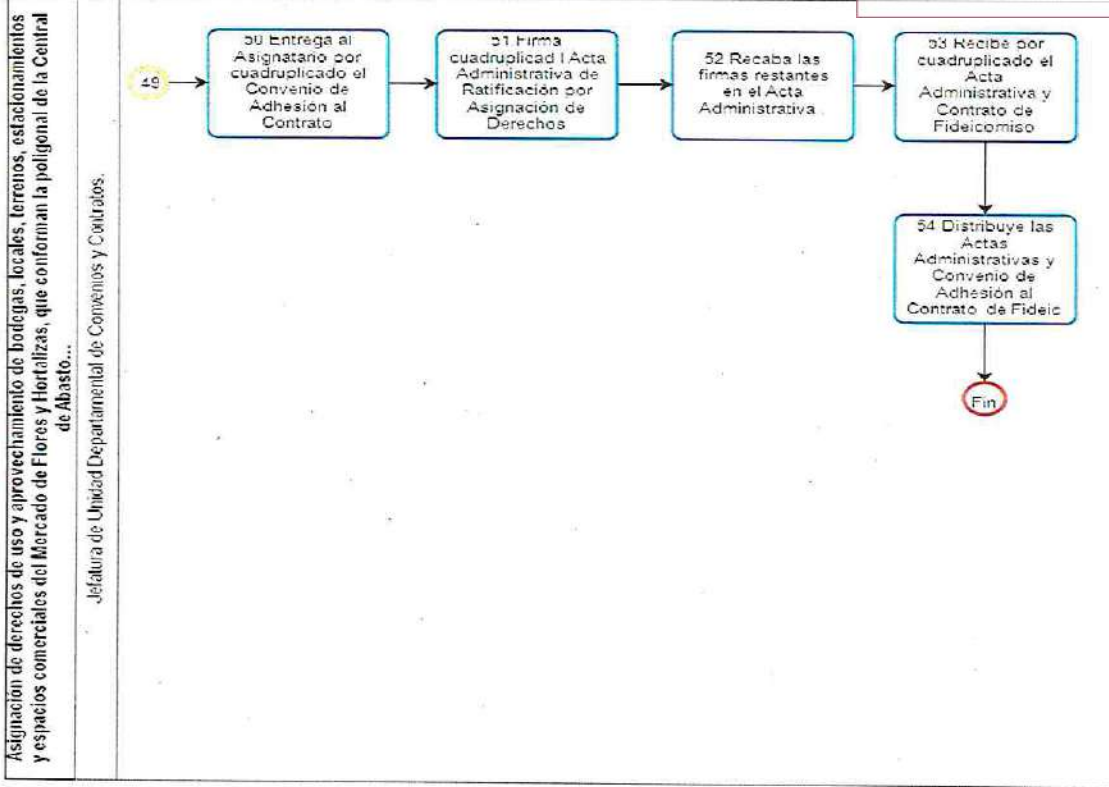 Asignación de derechos de uso y aprovechamiento de bodegas, locales, terrenos, estacionamientos
y espacios comerciales del Mercado de Flores y Hortalizas, que conforman la poligonal de la Central
de Abasto...
Jefatura de Unidad Departamental de Convenios y Contratos.
49
50 Entrega al
Asignatario por
cuadruplicado el
Convenio de
Adhesión al
Contrato
51 Firma
cuadruplicad l Acta
Administrativa de
Ratificación por
Asignación de
Derechos
52 Recaba las
firmas restantes
en el Acta
Administrativa .
53 Recibe por
cuadruplicado el
Acta
Administrativa y
Contrato de
Fideicomiso
54 Distribuye las
Actas
Administrativas y
Convenio de
Adhesión al
Contrato de Fideic
Fin